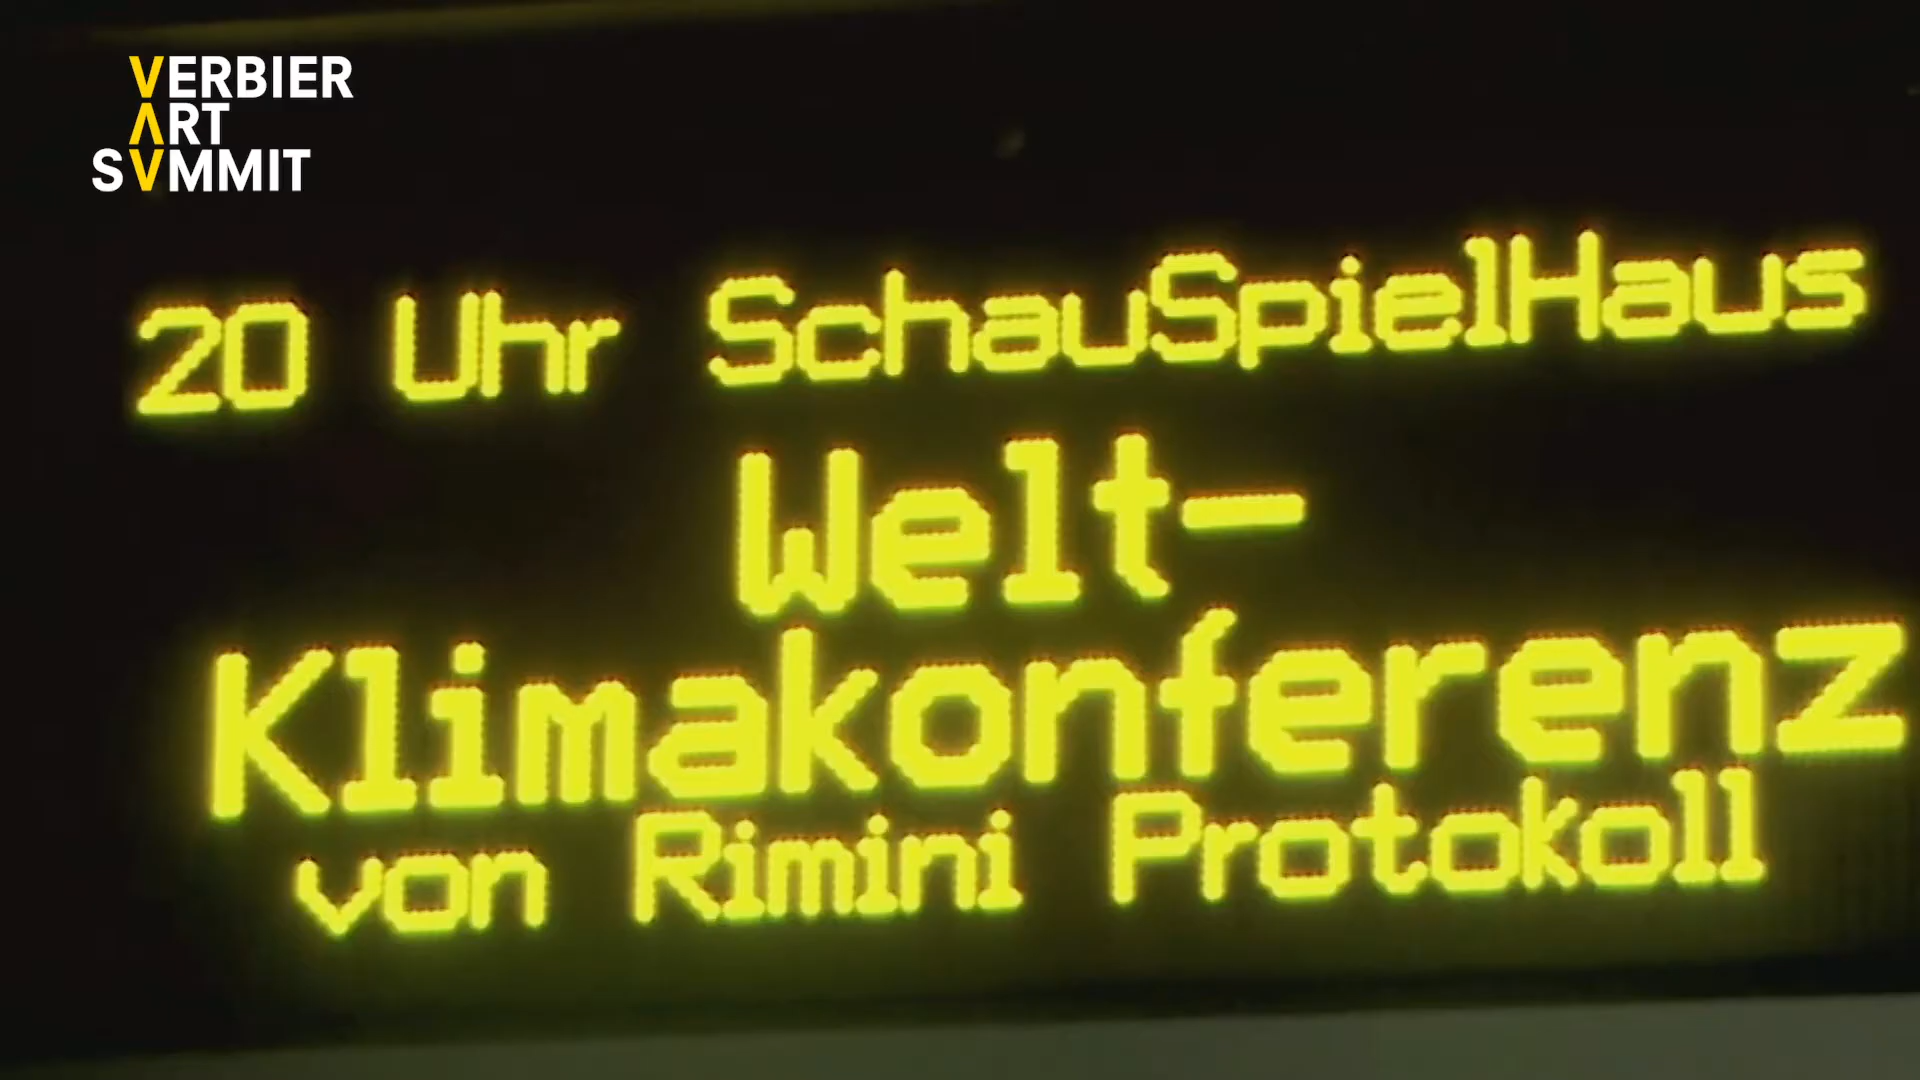 VERBIER
ART
SVMMIT
20 Uhr SchauSpielHaus
Welt-
Klimakonferenz
von Rimini Protokoll